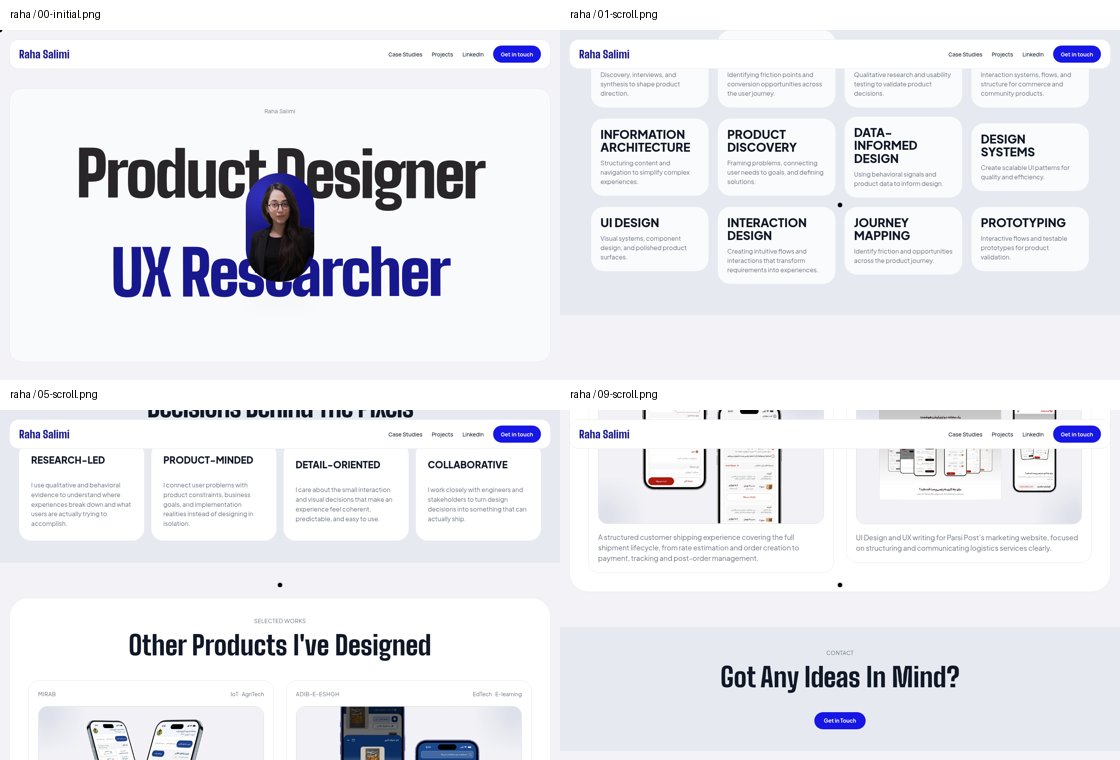 raha / 00-initial.png
Raha Salimi
Case Studies
Projects
LinkedIn
Get in touch
Raha Salimi
Product Designer
UX Researcher
raha / 01-scroll.png
Raha Salimi
Case Studies
Projects
LinkedIn
Get in touch
Discovery, interviews, and
synthesis to shape product
direction.
Identifying friction points and
conversion opportunities across
the user journey.
Qualitative research and usability
testing to validate product
decisions.
Interaction systems, flows, and
structure for commerce and
community products.
INFORMATION
ARCHITECTURE
Structuring content and
navigation to simplify complex
experiences.
PRODUCT
DISCOVERY
Framing problems, connecting
user needs to goals, and defining
solutions.
DATA-
INFORMED
DESIGN
Using behavioral signals and
product data to inform design.
DESIGN
SYSTEMS
Create scalable UI patterns for
quality and efficiency.
UI DESIGN
Visual systems, component
design, and polished product
surfaces.
INTERACTION
DESIGN
Creating intuitive flows and
interactions that transform
requirements into experiences.
JOURNEY
MAPPING
Identify friction and opportunities
across the product journey.
PROTOTYPING
Interactive flows and testable
prototypes for product
validation.
raha / 05-scroll.png
Decisions Behind The Pixels
Raha Salimi
Case Studies
Projects
LinkedIn
Get in touch
RESEARCH-LED
I use qualitative and behavioral
evidence to understand where
experiences break down and what
users are actually trying to
accomplish.
PRODUCT-MINDED
I connect user problems with
product constraints, business
goals, and implementation
realities instead of designing in
isolation.
DETAIL-ORIENTED
I care about the small interaction
and visual decisions that make an
experience feel coherent,
predictable, and easy to use.
COLLABORATIVE
I work closely with engineers and
stakeholders to turn design
decisions into something that can
actually ship.
SELECTED WORKS
Other Products I've Designed
MIRAB
IoT · AgriTech
ADIB-E-ESHGH
EdTech · E-learning
raha / 09-scroll.png
Raha Salimi
Case Studies
Projects
LinkedIn
Get in touch
A structured customer shipping experience covering the full
shipment lifecycle, from rate estimation and order creation to
payment, tracking and post-order management.
UI Design and UX writing for Parsi Post's marketing website, focused
on structuring and communicating logistics services clearly.
CONTACT
Got Any Ideas In Mind?
Get in Touch